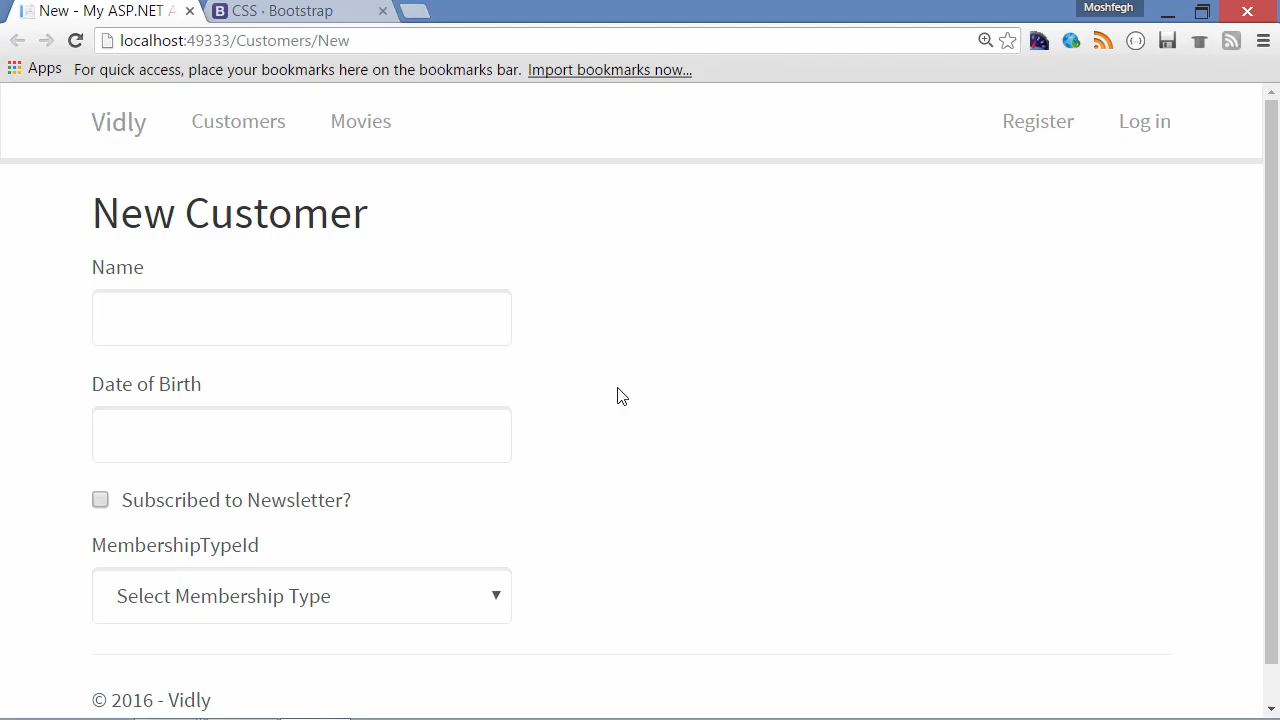 New - My ASP.NET A
CSS · Bootstrap
Moshfegh
localhost:49333/Customers/New
Apps
For quick access, place your bookmarks here on the bookmarks bar. Import bookmarks now...
Vidly
Customers
Movies
Register
Log in
New Customer
Name
Date of Birth
Subscribed to Newsletter?
MembershipTypeId
Select Membership Type
© 2016 - Vidly